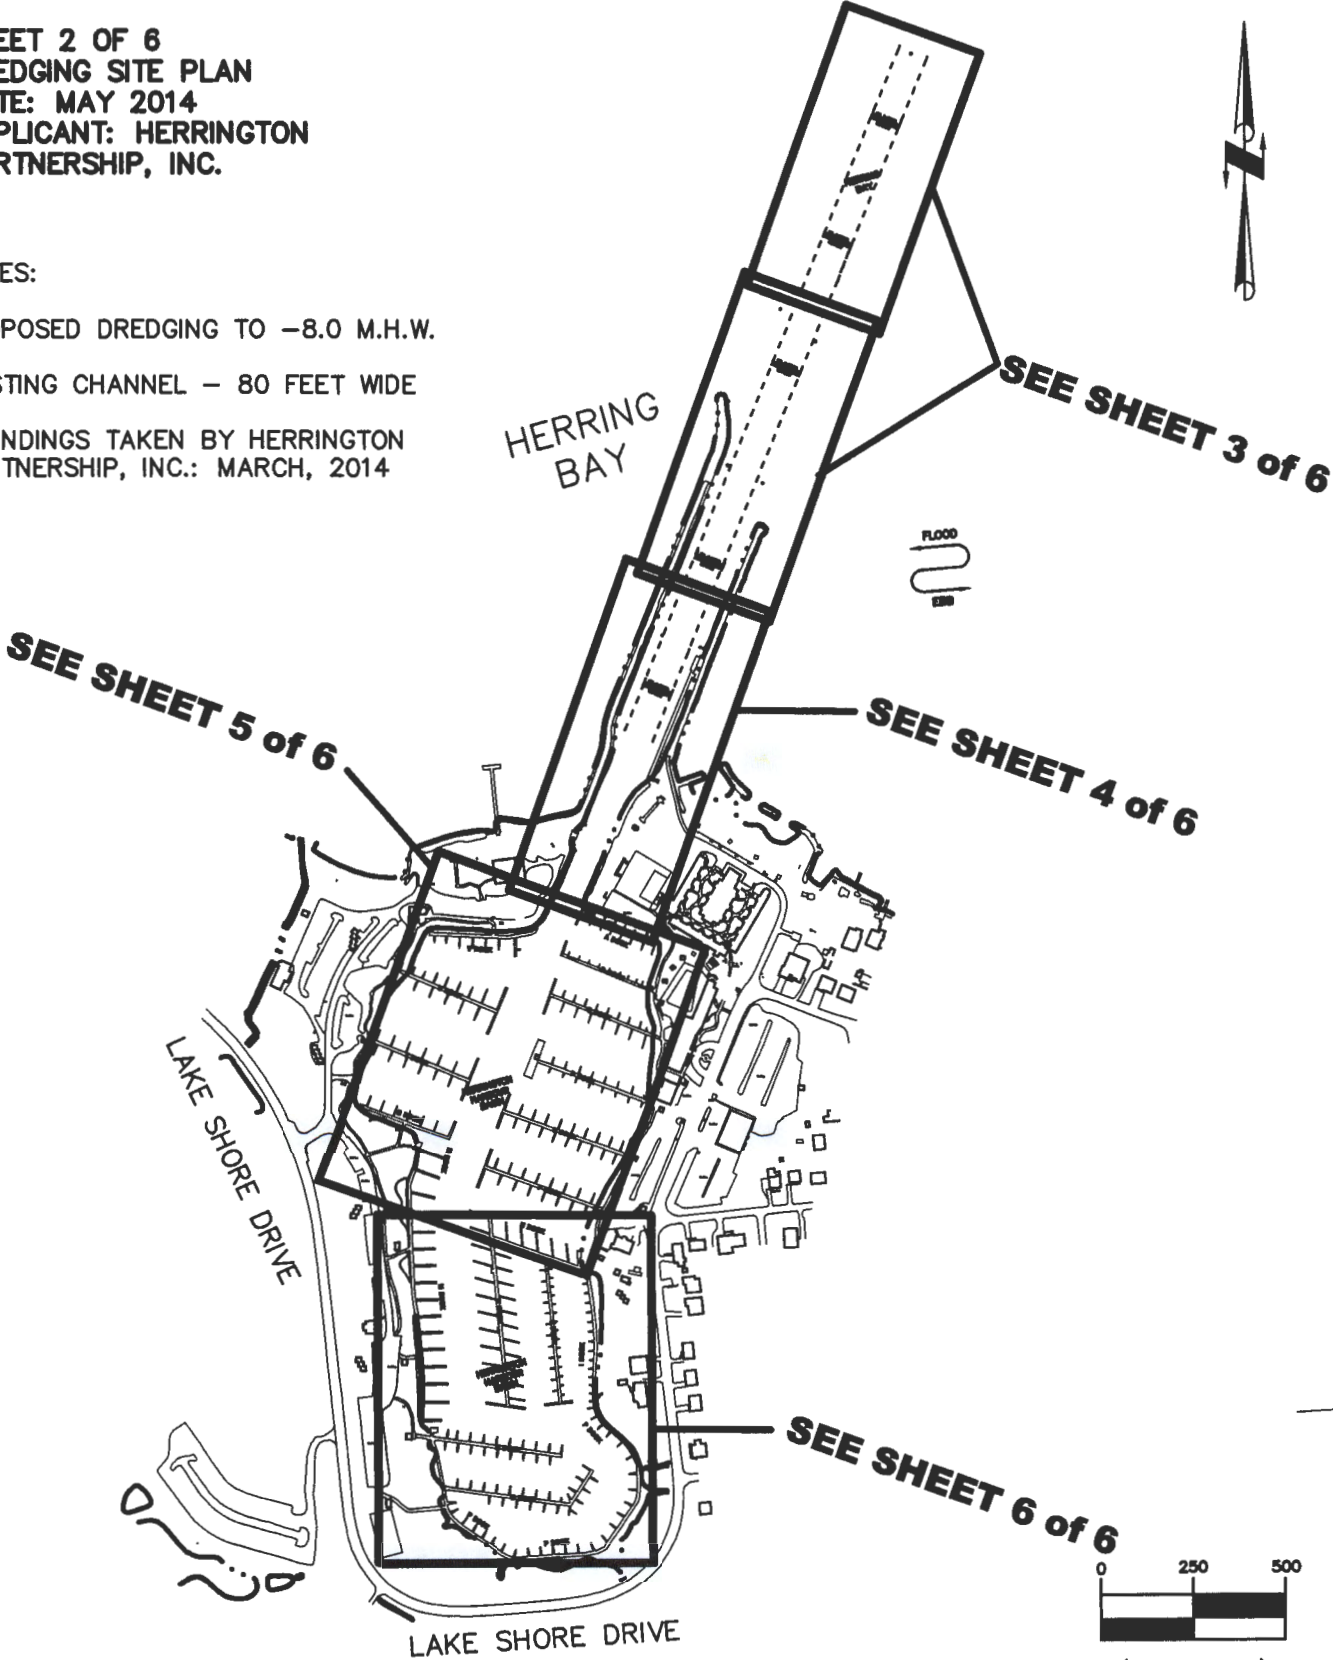 EET 2 OF 6
EDGING SITE PLAN
TE: MAY 2014
PLICANT: HERRINGTON
RTNERSHIP, INC.
ES:
POSED DREDGING TO –8.0 M.H.W.
STING CHANNEL – 80 FEET WIDE
NDINGS TAKEN BY HERRINGTON
TNERSHIP, INC.: MARCH, 2014
HERRING
BAY
SEE SHEET 3 of 6
FLOOD
EBB
SEE SHEET 5 of 6
SEE SHEET 4 of 6
LAKE SHORE DRIVE
SEE SHEET 6 of 6
0 250 500
LAKE SHORE DRIVE